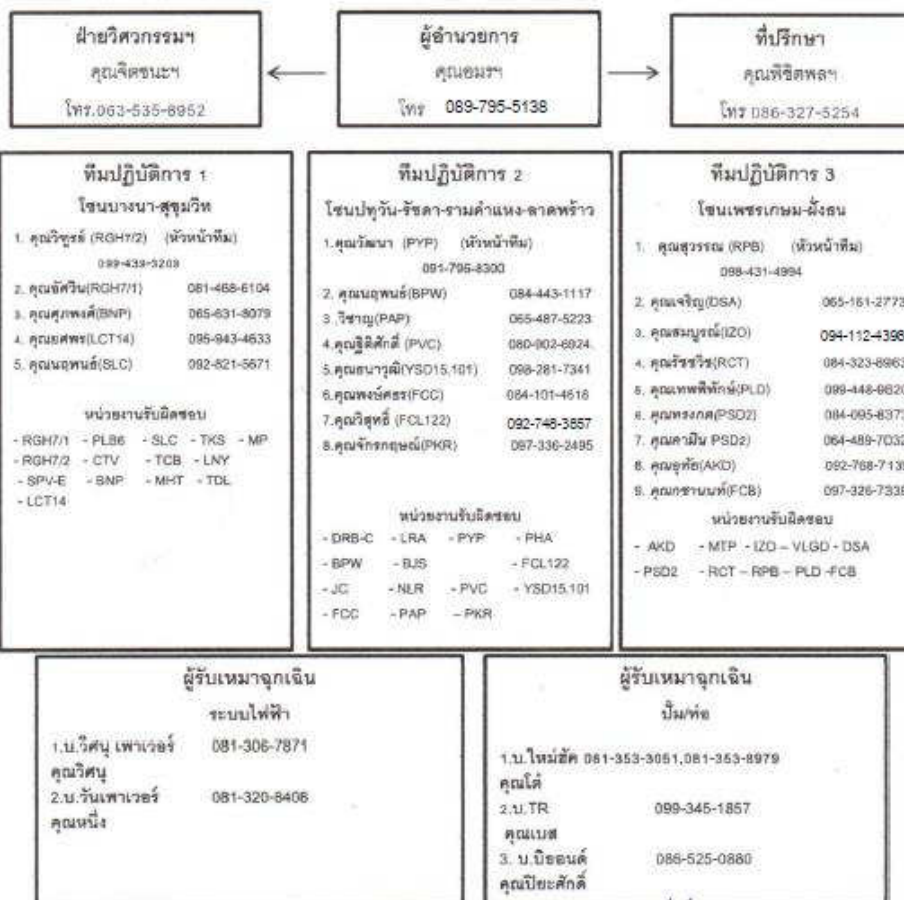 ฝ่ายวิศวกรรมฯ
คุณจิตชนะฯ
โทร.063-535-6952
ผู้อำนวยการ
คุณอมรฯ
โทร 089-795-5138
ที่ปรึกษา
คุณพิชิตพลฯ
โทร 086-327-5254
ทีมปฏิบัติการ 1
โซนบางนา-สุขุมวิท
1. คุณวิฑูรย์ (RGH7/2) (หัวหน้าทีม)
099-439-3203
2. คุณอัศวิน(RGH7/1) 081-468-6104
3. คุณศุภพงศ์(BNP) 065-631-8079
4. คุณยศพร(LCT14) 095-943-4633
5. คุณนฤพนธ์(SLC) 092-821-5671
หน่วยงานรับผิดชอบ
- RGH7/1 - PLB6 - SLC - TKS - MP
- RGH7/2 - CTV - TCB - LNY
- SPV-E - BNP - MHT - TDL
- LCT14
ทีมปฏิบัติการ 2
โซนปทุวัน-รัชดา-รามคำแหง-ลาดพร้าว
1.คุณวัฒนา (PYP) (หัวหน้าทีม)
091-796-8300
2. คุณนฤพนธ์(BPW) 084-443-1117
3 .วิชาญ(PAP) 065-487-5223
4.คุณฐิติศักดิ์ (PVC) 080-902-6924
5.คุณธนาวุฒิ(YSD15,101) 098-281-7341
6.คุณพงษ์ศธร(FCC) 084-101-4616
7.คุณวิสุทธิ์ (FCL122) 092-748-3857
8.คุณจักรกฤษณ์(PKR) 097-336-2495
หน่วยงานรับผิดชอบ
- DRB-C - LRA - PYP - PHA
- BPW - BJS - FCL122
- JC - NLR - PVC - YSD15.101
- FCC - PAP – PKR
ทีมปฏิบัติการ 3
โซนเพชรเกษม-ฝั่งธน
1. คุณสุวรรณ (RPB) (หัวหน้าทีม)
098-431-4994
2. คุณเจริญ(DSA) 065-161-2773
3. คุณสมบูรณ์(IZO) 094-112-4398
4. คุณรัชชวิช(RCT) 084-323-8963
5. คุณเทพพิทักษ์(PLD) 099-448-9620
6. คุณทรงกต(PSD2) 084-095-8373
7. คุณคามีน PSD2) 064-489-7032
8. คุณอุทัย(AKD) 092-768-7139
9. คุณกชานนท์(FCB) 097-326-7339
หน่วยงานรับผิดชอบ
- AKD - MTP - IZO – VLGD - DSA
- PSD2 - RCT – RPB – PLD -FCB
ผู้รับเหมาฉุกเฉิน
ระบบไฟฟ้า
1.บ.วิศนุ เพาเวอร์ 081-306-7871
คุณวิศนุ
2.บ.วันเพาเวอร์ 081-320-8406
คุณหนึ่ง
ผู้รับเหมาฉุกเฉิน
ปั๊ม/ท่อ
1.บ.ใหม่ฮัค 081-353-3051,081-353-8979
คุณโต๋
2.บ.TR 099-345-1857
คุณเบส
3. บ.บียอนด์ 086-525-0880
คุณปิยะศักดิ์